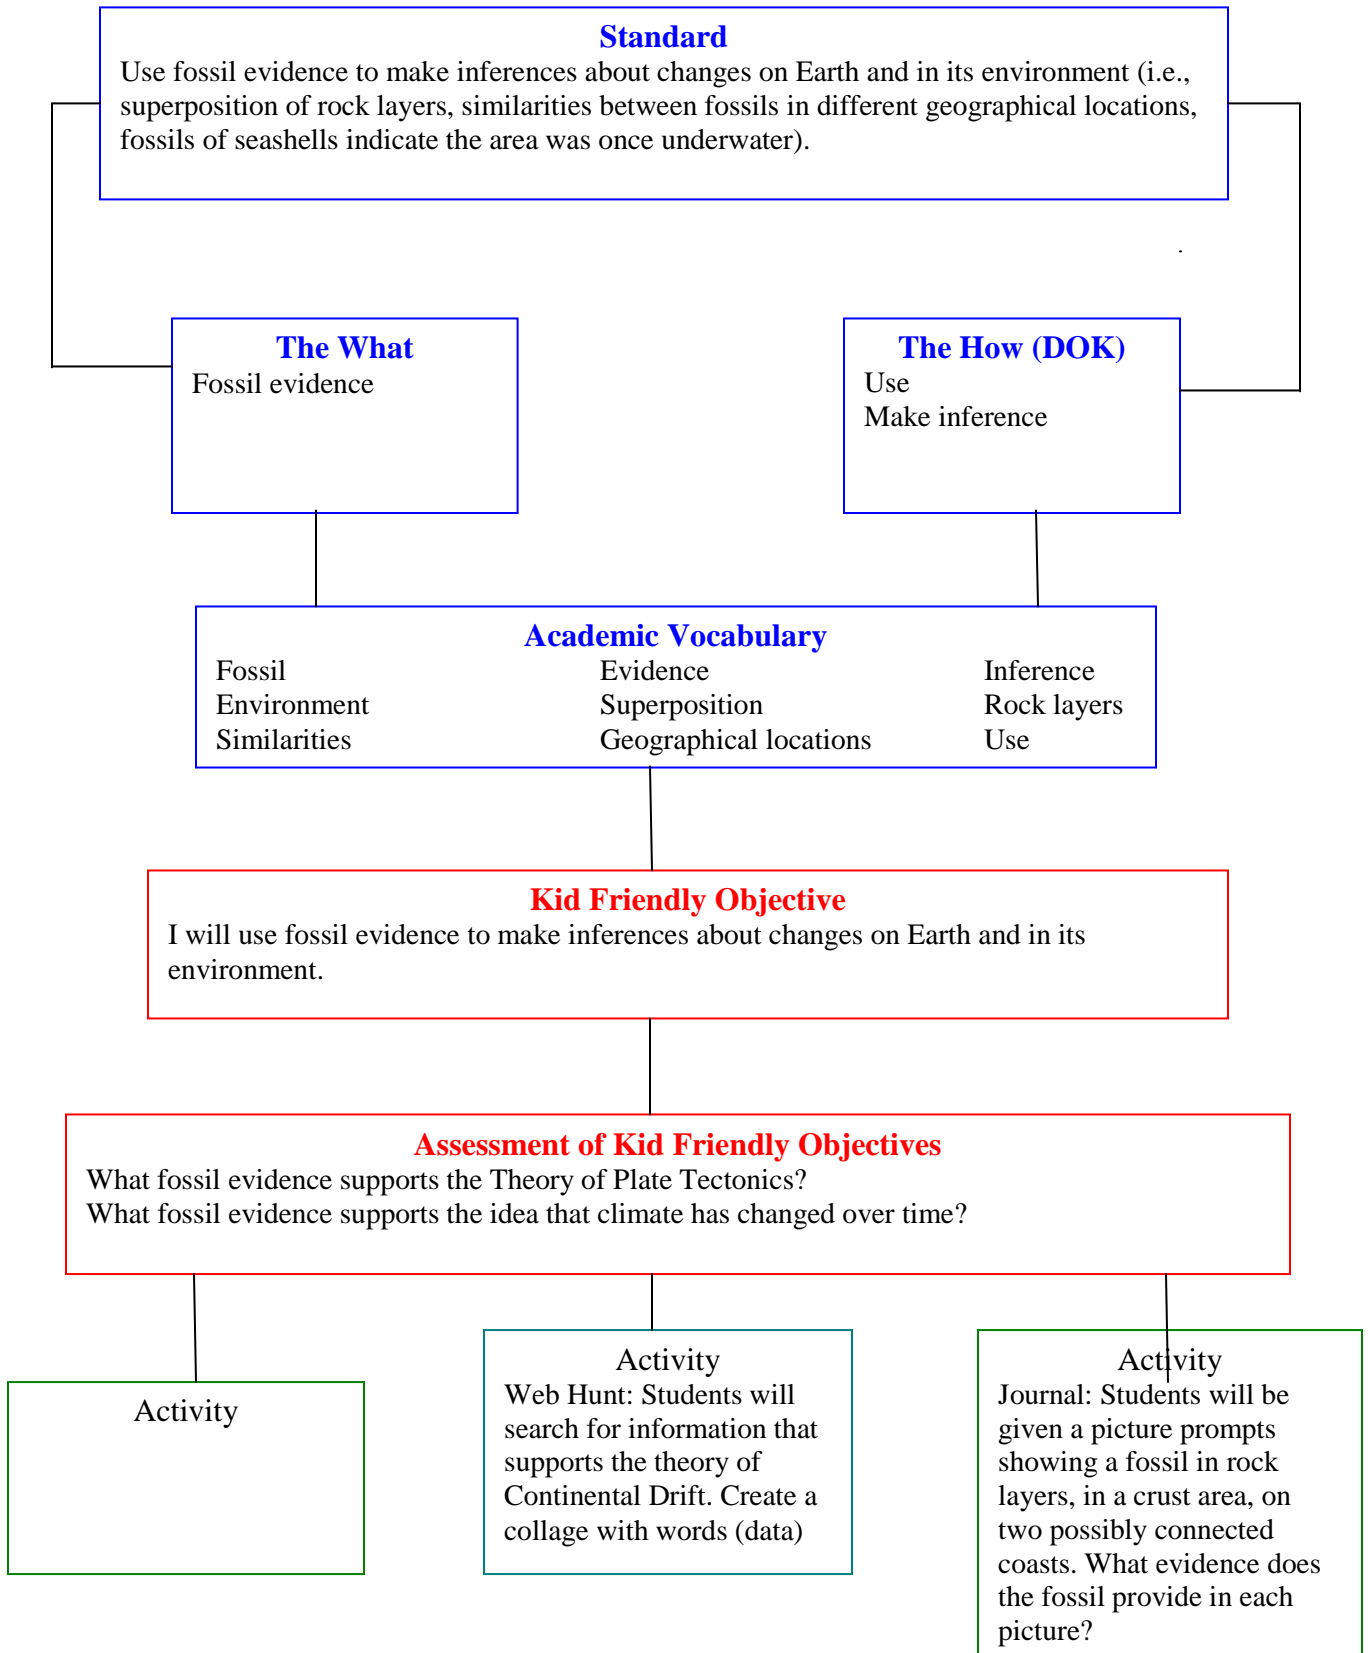 Standard
Use fossil evidence to make inferences about changes on Earth and in its environment (i.e.,
superposition of rock layers, similarities between fossils in different geographical locations,
fossils of seashells indicate the area was once underwater).
The What
Fossil evidence
The How (DOK)
Use
Make inference
Academic Vocabulary
Fossil Evidence Inference
Environment Superposition Rock layers
Similarities Geographical locations Use
Kid Friendly Objective
I will use fossil evidence to make inferences about changes on Earth and in its
environment.
Assessment of Kid Friendly Objectives
What fossil evidence supports the Theory of Plate Tectonics?
What fossil evidence supports the idea that climate has changed over time?
Activity
Activity
Web Hunt: Students will
search for information that
supports the theory of
Continental Drift. Create a
collage with words (data)
Activity
Journal: Students will be
given a picture prompts
showing a fossil in rock
layers, in a crust area, on
two possibly connected
coasts. What evidence does
the fossil provide in each
picture?